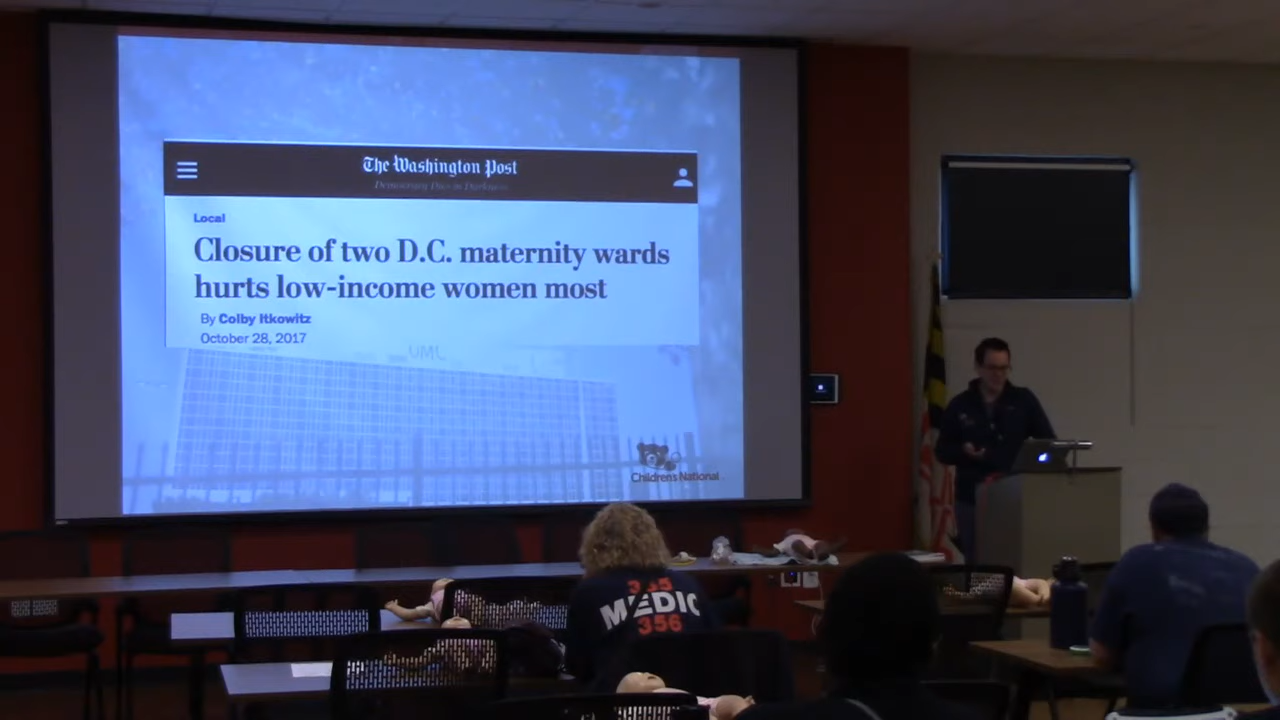 The Washington Post
Democracy Dies in Darkness
Local
Closure of two D.C. maternity wards
hurts low-income women most
By Colby Itkowitz
October 28, 2017
UMC
Children's National
355
MEDIC
356